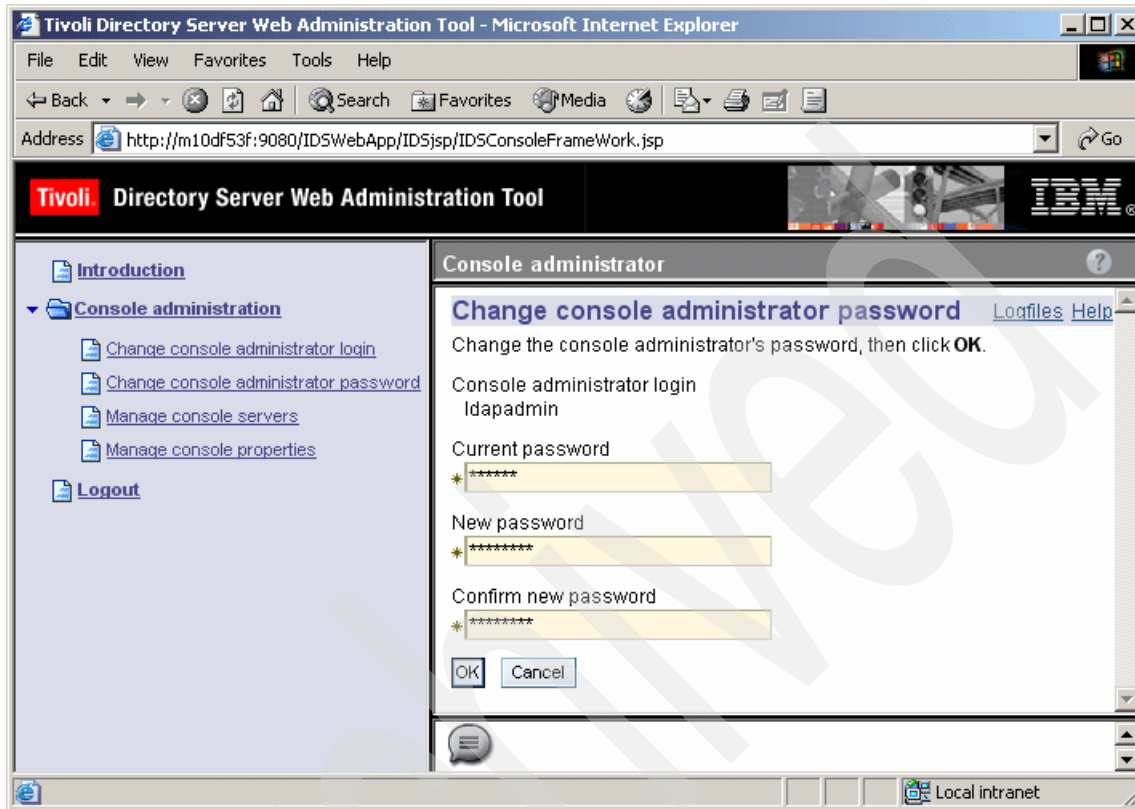 Tivoli Directory Server Web Administration Tool - Microsoft Internet Explorer
File Edit View Favorites Tools Help
Back Search Favorites Media
Address http://m10df53f:9080/IDSWebApp/IDSjsp/IDSConsoleFrameWork.jsp Go
Tivoli. Directory Server Web Administration Tool IBM®
Introduction
Console administration
Change console administrator login
Change console administrator password
Manage console servers
Manage console properties
Logout
Console administrator ?
Change console administrator password Logfiles Help
Change the console administrator's password, then click OK.
Console administrator login
ldapadmin
Current password
* ******
New password
* ********
Confirm new password
* ********
OK Cancel
Local intranet